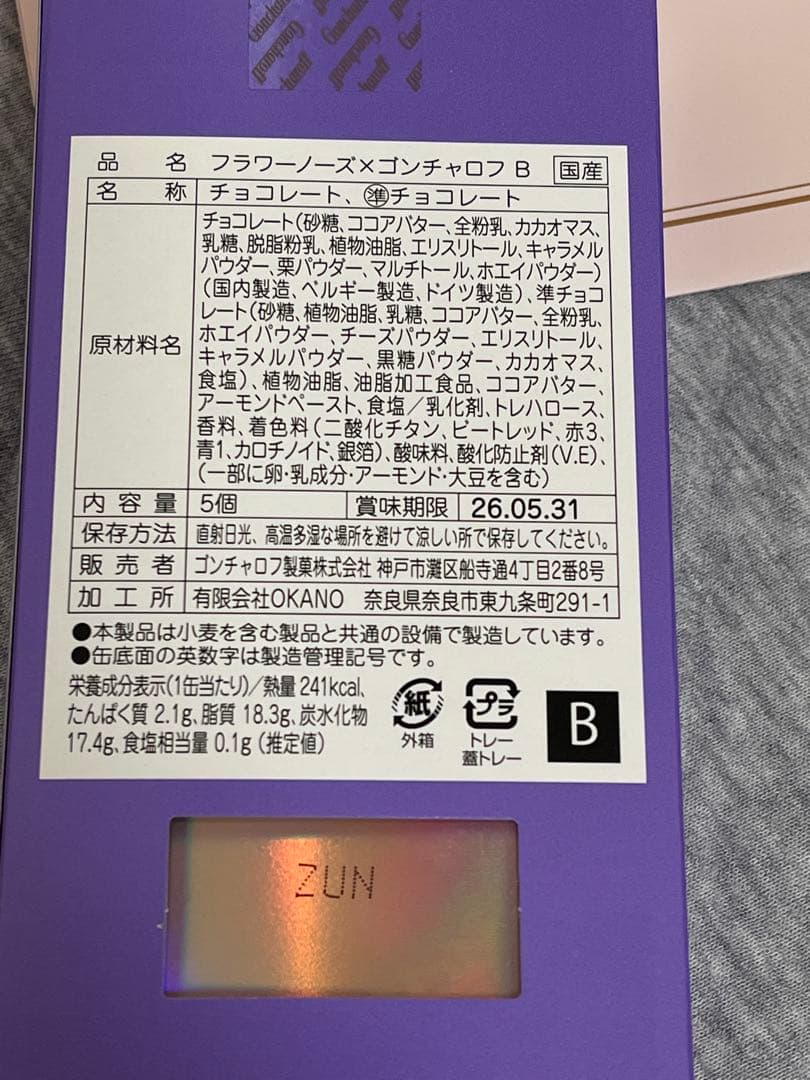 Goncharoff Goncharoff
Goncharoff Goncharoff
品名 フラワーノーズ×ゴンチャロフ B 国産
名称 チョコレート、準チョコレート
原材料名
チョコレート(砂糖、ココアバター、全粉乳、カカオマス、
乳糖、脱脂粉乳、植物油脂、エリスリトール、キャラメル
パウダー、栗パウダー、マルチトール、ホエイパウダー)
(国内製造、ベルギー製造、ドイツ製造)、準チョコ
レート(砂糖、植物油脂、乳糖、ココアバター、全粉乳、
ホエイパウダー、チーズパウダー、エリスリトール、
キャラメルパウダー、黒糖パウダー、カカオマス、
食塩)、植物油脂、油脂加工食品、ココアバター、
アーモンドペースト、食塩/乳化剤、トレハロース、
香料、着色料(二酸化チタン、ビートレッド、赤3、
青1、カロチノイド、銀箔)、酸味料、酸化防止剤(V.E)、
(一部に卵・乳成分・アーモンド・大豆を含む)
内容量 5個 賞味期限 26.05.31
保存方法 直射日光、高温多湿な場所を避けて涼しい所で保存してください。
販売者 ゴンチャロフ製菓株式会社 神戸市灘区船寺通4丁目2番8号
加工所 有限会社OKANO 奈良県奈良市東九条町291-1
●本製品は小麦を含む製品と共通の設備で製造しています。
●缶底面の英数字は製造管理記号です。
栄養成分表示(1缶当たり)/熱量 241kcal、
たんぱく質 2.1g、脂質 18.3g、炭水化物
17.4g、食塩相当量 0.1g (推定値)
紙
外箱
プラ
トレー
蓋トレー
B
ZUN